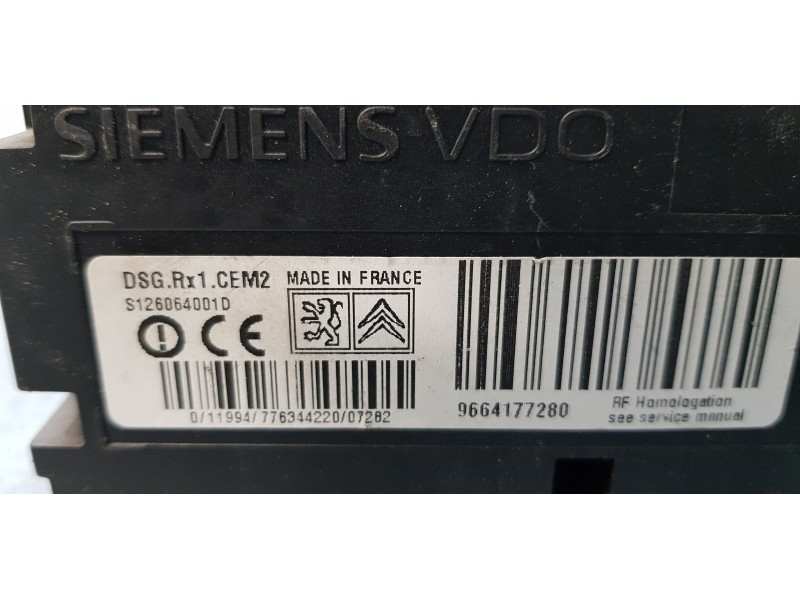 SIEMENS VDO
DSG.Rx1.CEM2 MADE IN FRANCE
S126064001D
CE
0/11994/776344220/07282
9664177280
RF Homologation
see service manual